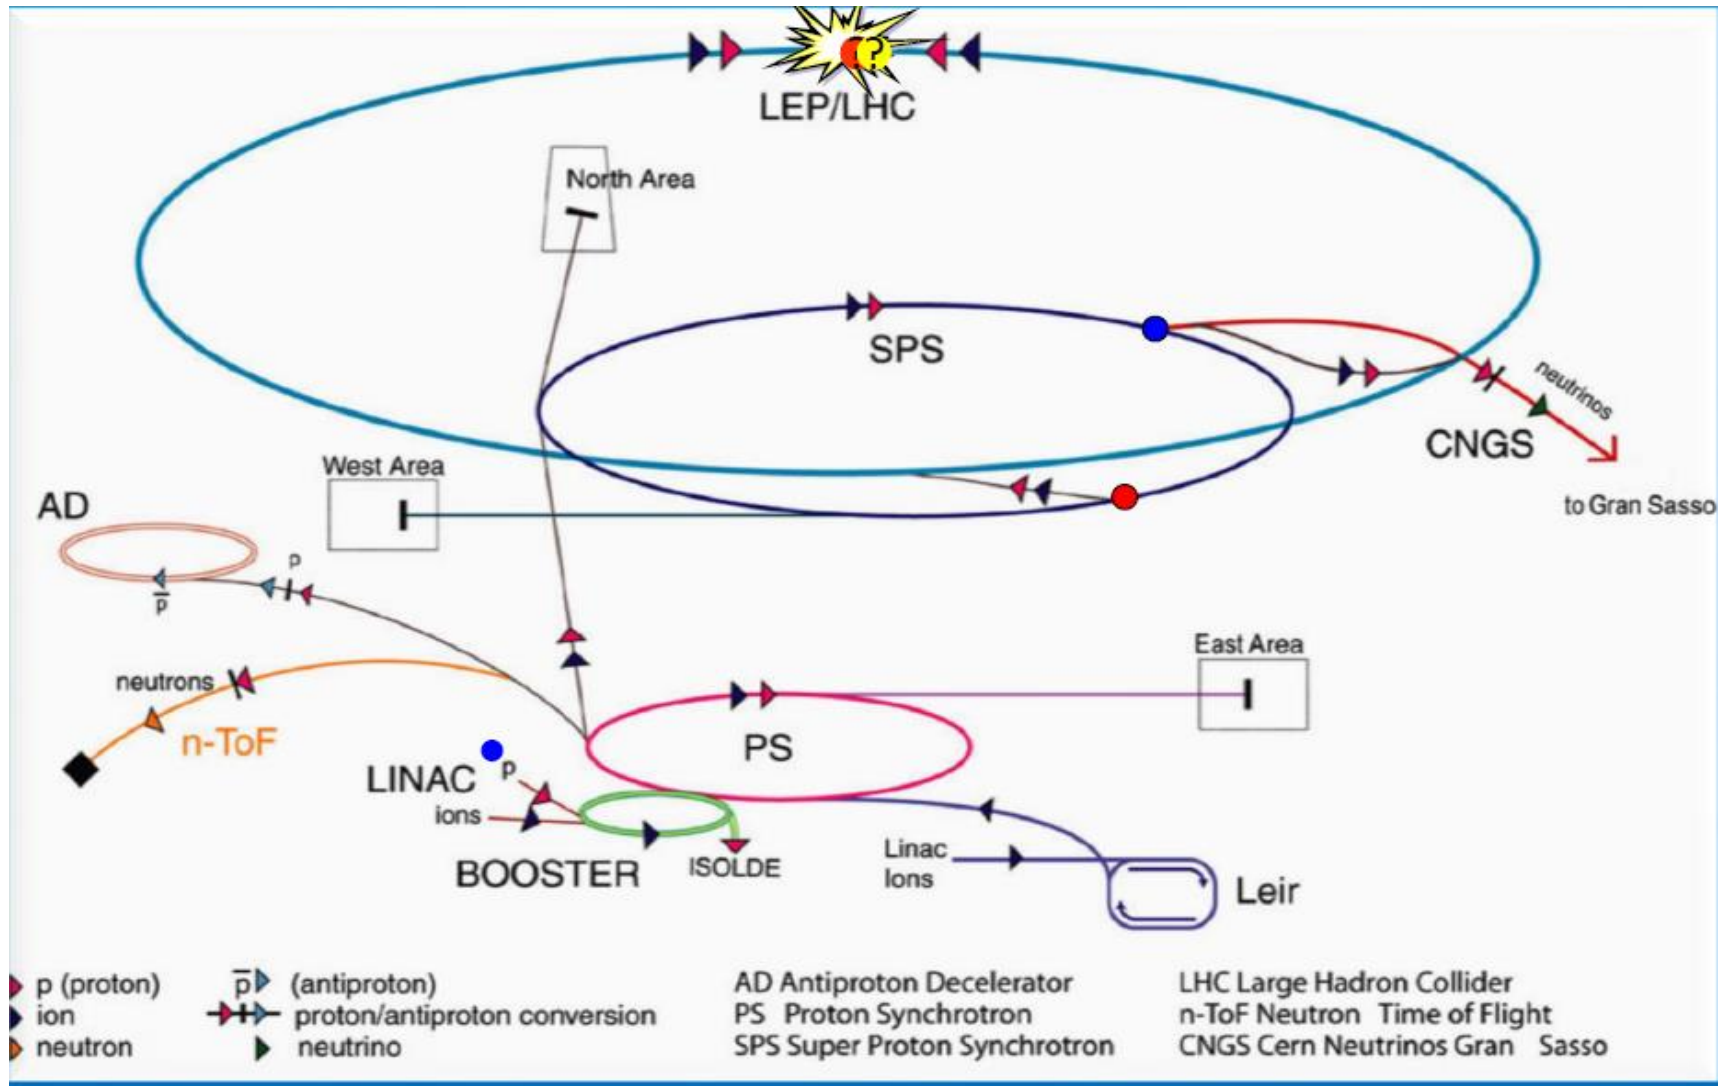 ?
LEP/LHC
North Area
SPS
neutrinos
CNGS
West Area
to Gran Sasso
AD
p
p̅
East Area
neutrons
n-ToF
PS
LINAC
p
ions
BOOSTER
ISOLDE
Linac
Ions
Leir
p (proton)
p̅ (antiproton)
AD Antiproton Decelerator
LHC Large Hadron Collider
ion
proton/antiproton conversion
PS Proton Synchrotron
n-ToF Neutron Time of Flight
neutron
neutrino
SPS Super Proton Synchrotron
CNGS Cern Neutrinos Gran Sasso